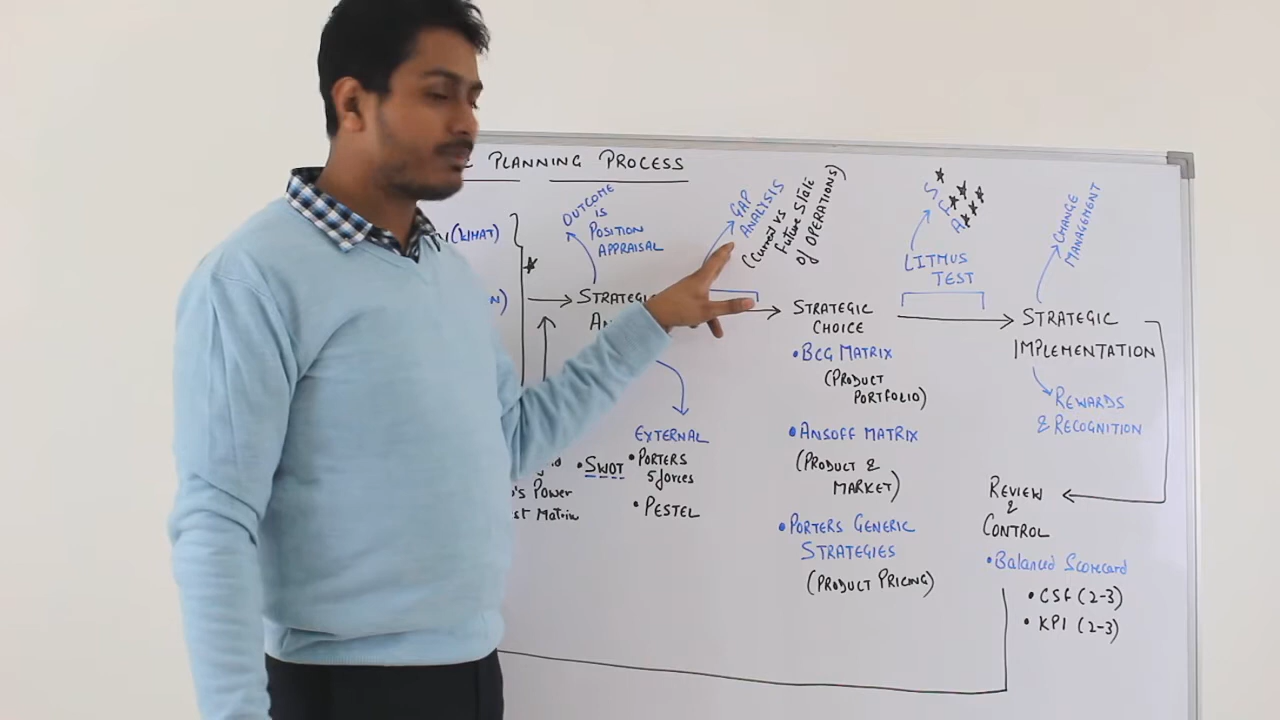 PLANNING PROCESS
(WHAT)
OUTCOME
IS
POSITION
APPRAISAL
GAP
ANALYSIS
(Current vs
Future State
of OPERATIONS)
LITMUS
TEST
S
F
A
CHANGE
MANAGEMENT
STRATEGIC
CHOICE
• BCG MATRIX
(PRODUCT
PORTFOLIO)
• ANSOFF MATRIX
(PRODUCT &
MARKET)
• PORTERS GENERIC
STRATEGIES
(PRODUCT PRICING)
STRATEGIC
IMPLEMENTATION
REWARDS
& RECOGNITION
REVIEW
&
CONTROL
• Balanced Scorecard
• CSF (2-3)
• KPI (2-3)
• SWOT
EXTERNAL
• PORTERS
5 forces
• PESTEL
Power
Matrix